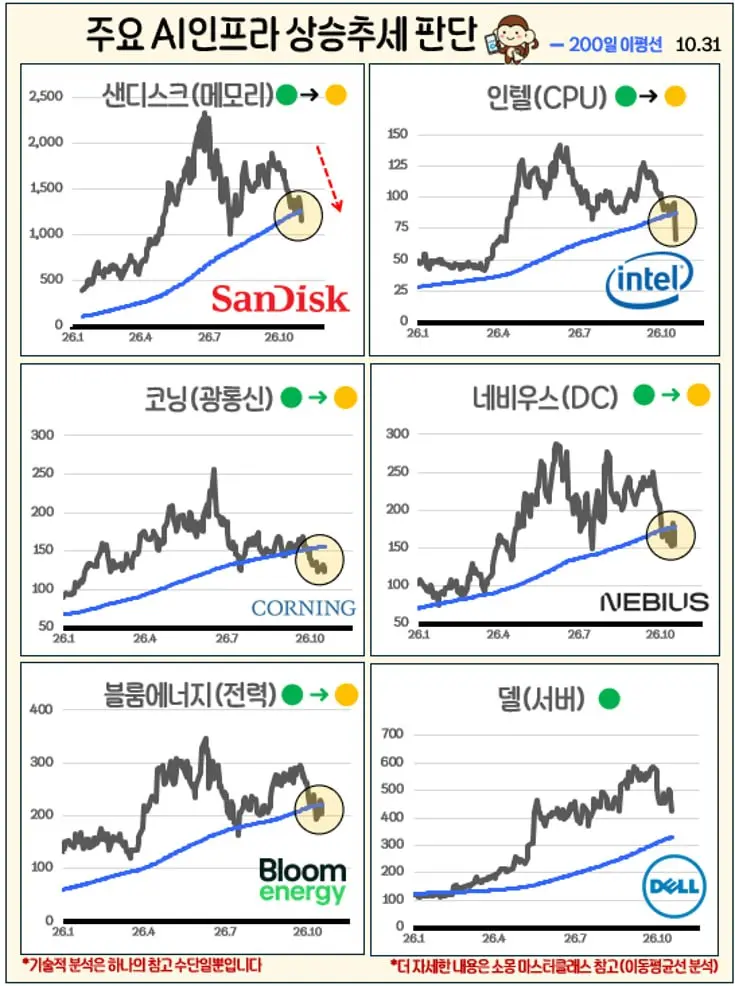 주요 AI인프라 상승추세 판단
200일 이평선 10.31
샌디스크(메모리)
2,500
2,000
1,500
1,000
500
0
26.1 26.4 26.7 26.10
SanDisk
인텔(CPU)
150
125
100
75
50
25
0
26.1 26.4 26.7 26.10
intel
코닝(광통신)
300
250
200
150
100
50
26.1 26.4 26.7 26.10
CORNING
네비우스(DC)
300
250
200
150
100
50
26.1 26.4 26.7 26.10
NEBIUS
블룸에너지(전력)
400
300
200
100
0
26.1 26.4 26.7 26.10
Bloom
energy
델(서버)
700
600
500
400
300
200
100
0
26.1 26.4 26.7 26.10
DELL
*기술적 분석은 하나의 참고 수단일뿐입니다
*더 자세한 내용은 소몽 마스터클래스 참고(이동평균선 분석)